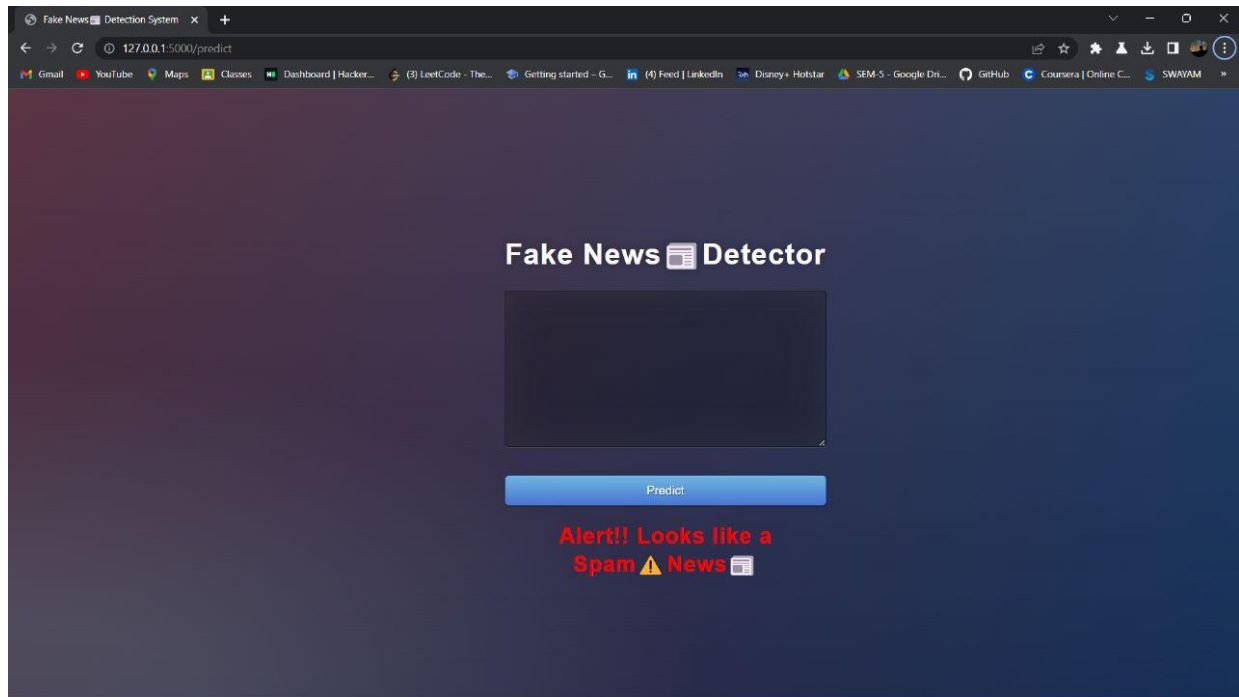 Fake News📰 Detection System
127.0.0.1:5000/predict
Gmail YouTube Maps Classes Dashboard | Hacker... (3) LeetCode - The... Getting started – G... (4) Feed | LinkedIn Disney+ Hotstar SEM-5 - Google Dri... GitHub Coursera | Online C... SWAYAM »
Fake News📰 Detector
Predict
Alert!! Looks like a
Spam⚠️News📰